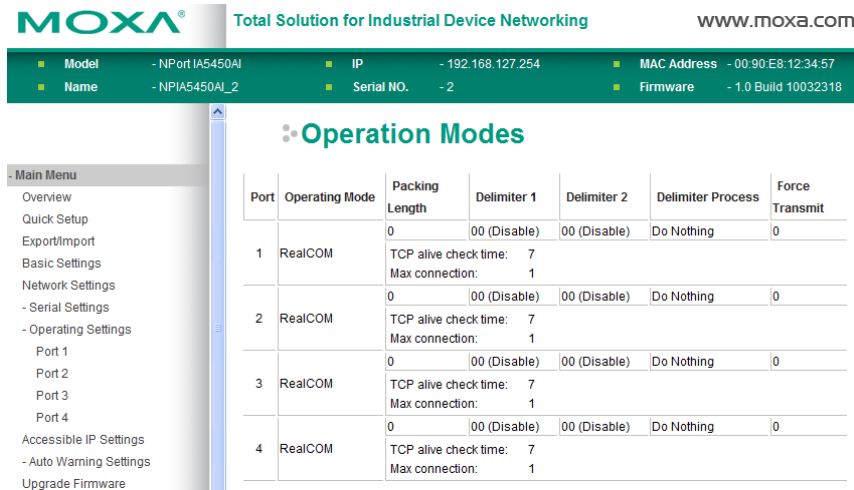 MOXA® Total Solution for Industrial Device Networking www.moxa.com
Model - NPort IA5450AI IP - 192.168.127.254 MAC Address - 00:90:E8:12:34:57
Name - NPIA5450AI_2 Serial NO. - 2 Firmware - 1.0 Build 10032318
Operation Modes
- Main Menu
Overview
Quick Setup
Export/Import
Basic Settings
Network Settings
- Serial Settings
- Operating Settings
Port 1
Port 2
Port 3
Port 4
Accessible IP Settings
- Auto Warning Settings
Upgrade Firmware
Port Operating Mode Packing Length Delimiter 1 Delimiter 2 Delimiter Process Force Transmit
1 RealCOM 0 00 (Disable) 00 (Disable) Do Nothing 0
TCP alive check time: 7
Max connection: 1
2 RealCOM 0 00 (Disable) 00 (Disable) Do Nothing 0
TCP alive check time: 7
Max connection: 1
3 RealCOM 0 00 (Disable) 00 (Disable) Do Nothing 0
TCP alive check time: 7
Max connection: 1
4 RealCOM 0 00 (Disable) 00 (Disable) Do Nothing 0
TCP alive check time: 7
Max connection: 1